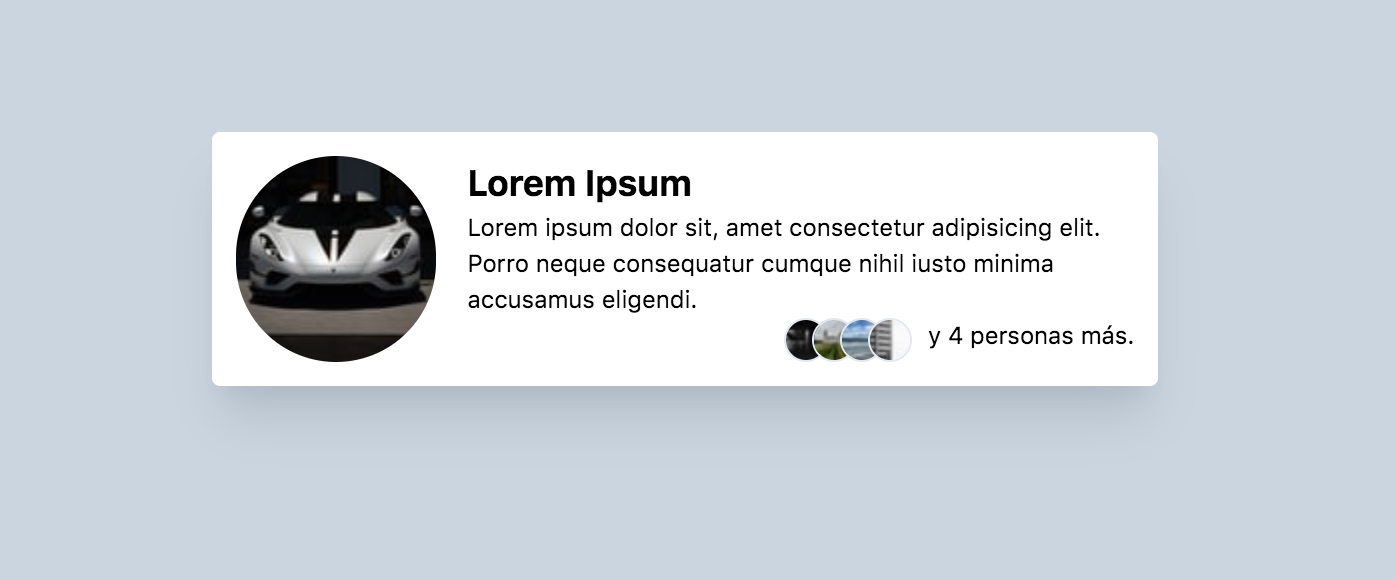 Lorem Ipsum
Lorem ipsum dolor sit, amet consectetur adipisicing elit.
Porro neque consequatur cumque nihil iusto minima
accusamus eligendi.
y 4 personas más.